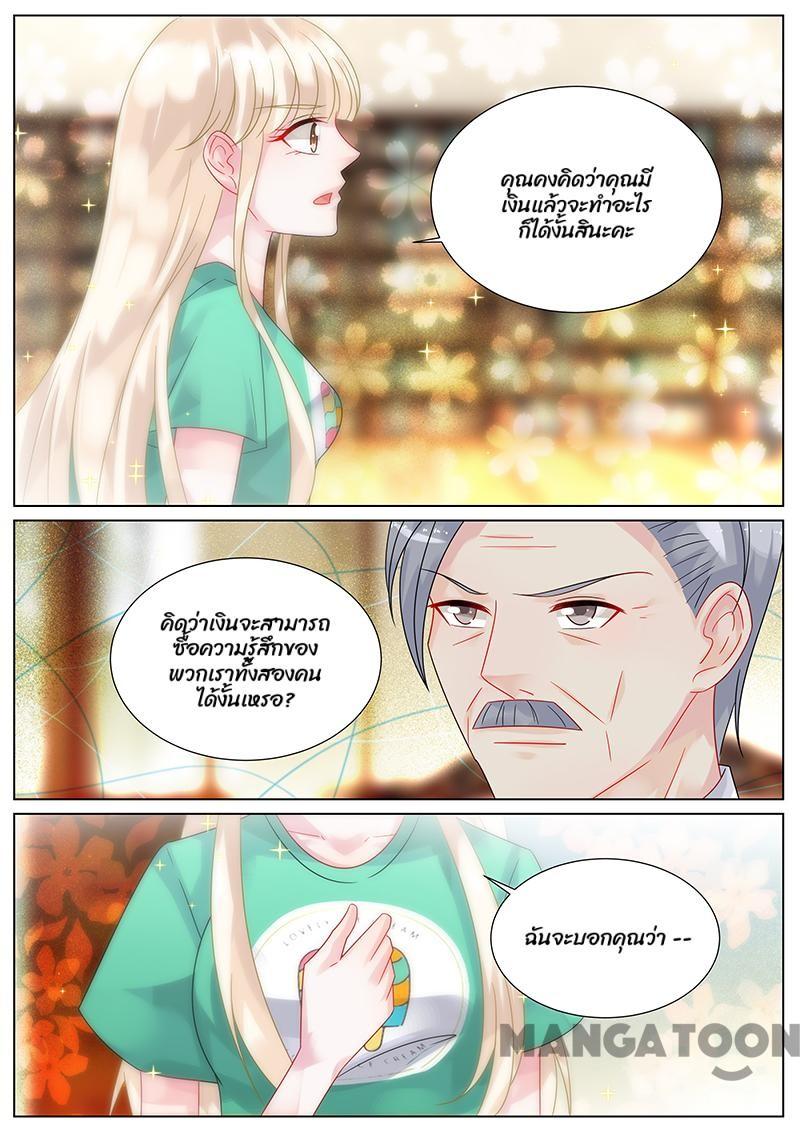 คุณคงคิดว่าคุณมี
เงินแล้วจะทำอะไร
ก็ได้งั้นสินะคะ
คิดว่าเงินจะสามารถ
ซื้อความรู้สึกของ
พวกเราทั้งสองคน
ได้งั้นเหรอ?
ฉันจะบอกคุณว่า --
LOVELY
CREAM
MANGATOON